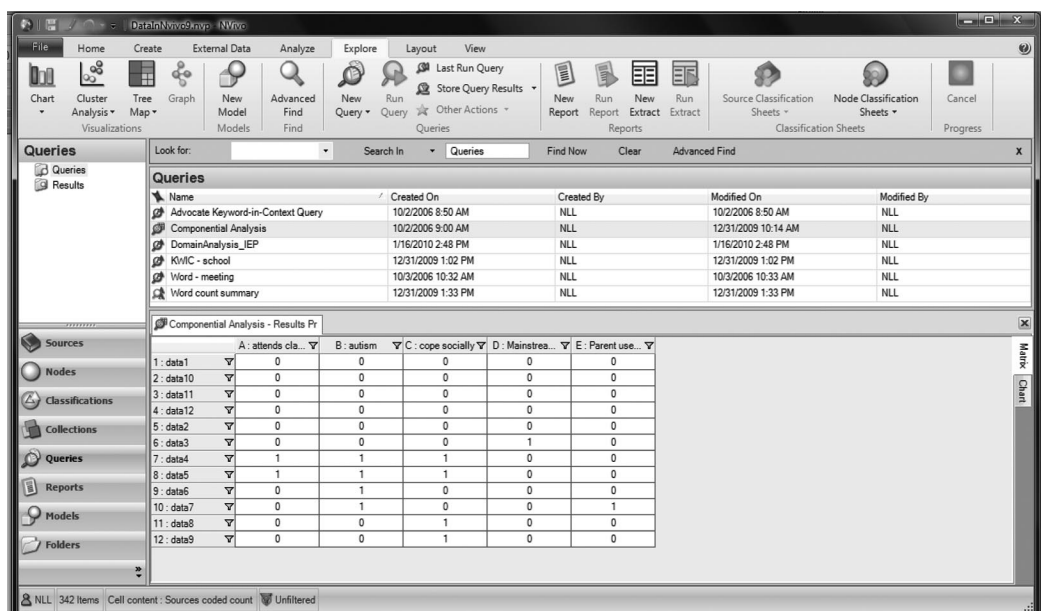 DataInNvivo9.nvp - NVivo
File Home Create External Data Analyze Explore Layout View
Chart Cluster Analysis Tree Map Graph New Model Advanced Find New Query Run Query Last Run Query Store Query Results Other Actions New Report Run Report New Extract Run Extract Source Classification Sheets Node Classification Sheets Cancel
Visualizations Models Find Queries Reports Classification Sheets Progress
Queries
Queries
Results
Look for: Search In Queries Find Now Clear Advanced Find X
Queries
Name Created On Created By Modified On Modified By
Advocate Keyword-in-Context Query 10/2/2006 8:50 AM NLL 10/2/2006 8:50 AM NLL
Componential Analysis 10/2/2006 9:00 AM NLL 12/31/2009 10:14 AM NLL
DomainAnalysis_IEP 1/16/2010 2:48 PM NLL 1/16/2010 2:48 PM NLL
KWIC - school 12/31/2009 1:02 PM NLL 12/31/2009 1:02 PM NLL
Word - meeting 10/3/2006 10:32 AM NLL 10/3/2006 10:33 AM NLL
Word count summary 12/31/2009 1:33 PM NLL 12/31/2009 1:33 PM NLL
Sources
Nodes
Classifications
Collections
Queries
Reports
Models
Folders
Componential Analysis - Results Pr
A : attends cla... B : autism C : cope socially D : Mainstrea... E : Parent use...
1 : data1 0 0 0 0 0
2 : data10 0 0 0 0 0
3 : data11 0 0 0 0 0
4 : data12 0 0 0 0 0
5 : data2 0 0 0 0 0
6 : data3 0 0 0 1 0
7 : data4 1 1 1 0 0
8 : data5 1 1 1 0 0
9 : data6 0 1 0 0 0
10 : data7 0 1 0 0 1
11 : data8 0 0 1 0 0
12 : data9 0 0 1 0 0
Matrix
Chart
NLL 342 Items Cell content : Sources coded count Unfiltered